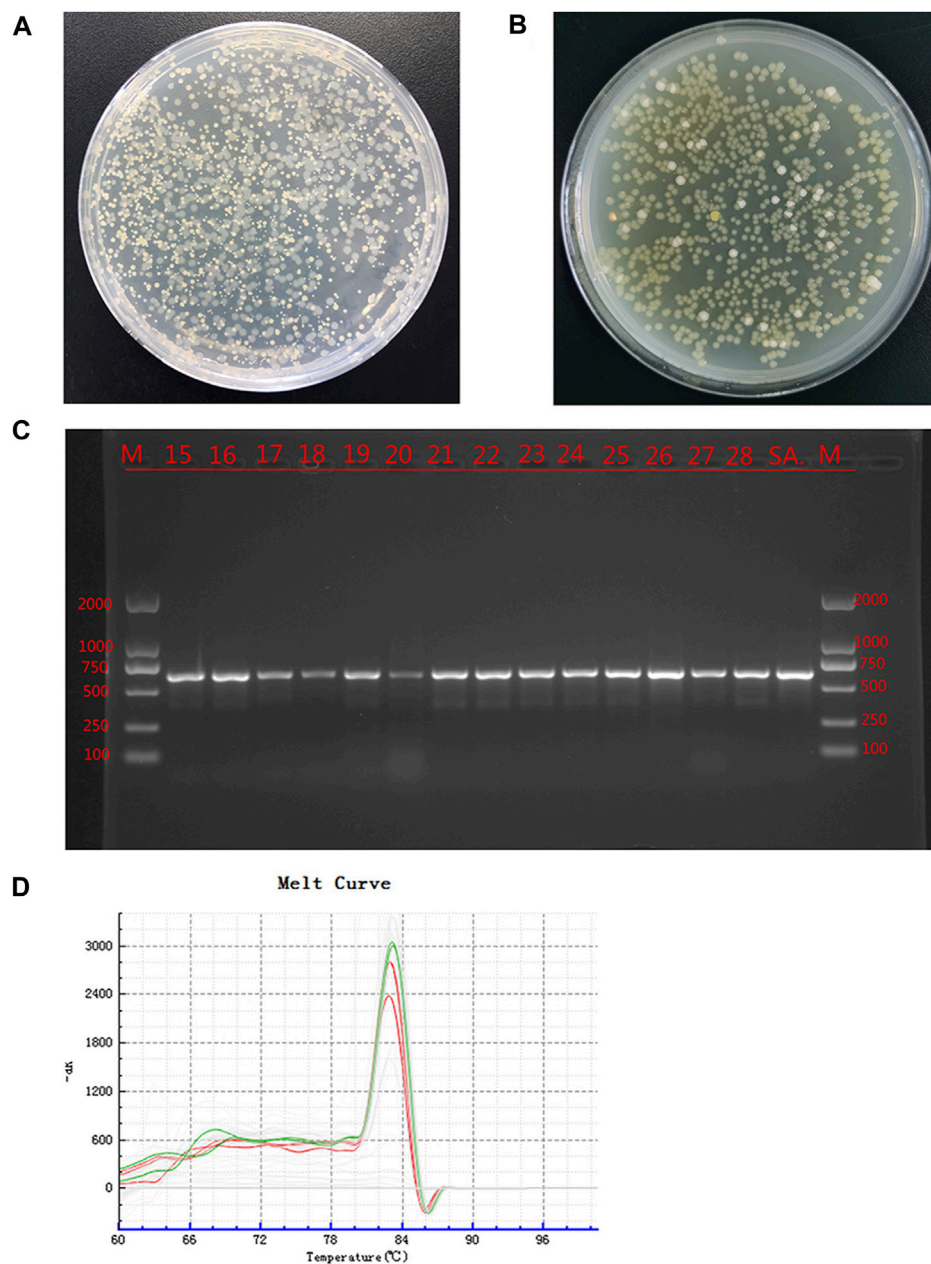 A
B
C
M 15 16 17 18 19 20 21 22 23 24 25 26 27 28 SA. M
2000 2000
1000 1000
750 750
500 500
250 250
100 100
D
Melt Curve
3000
2400
1800
1200
600
0
-dR
60 66 72 78 84 90 96
Temperature(℃)